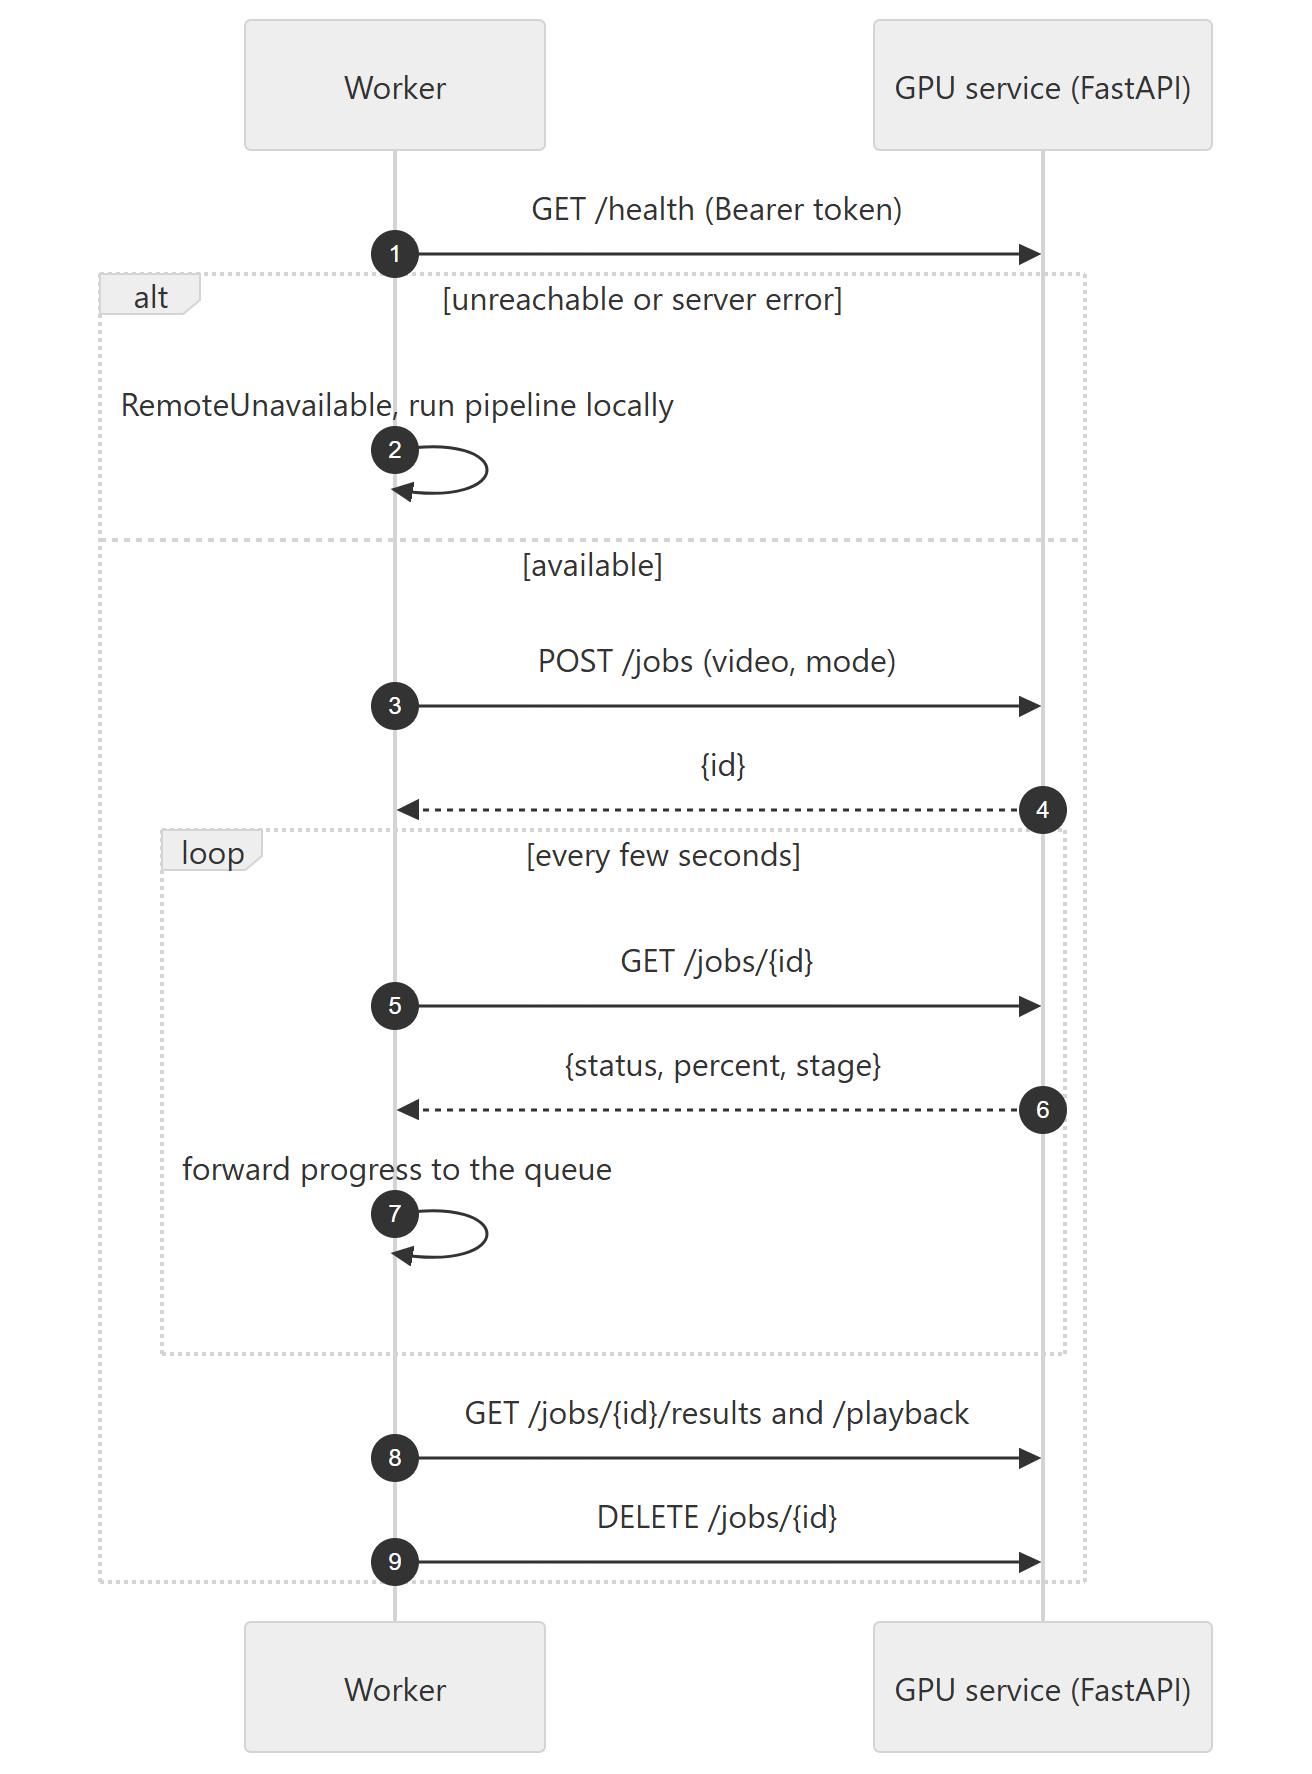 Worker
GPU service (FastAPI)
GET /health (Bearer token)
1
alt
[unreachable or server error]
RemoteUnavailable, run pipeline locally
2
[available]
POST /jobs (video, mode)
3
{id}
4
loop
[every few seconds]
GET /jobs/{id}
5
{status, percent, stage}
6
forward progress to the queue
7
GET /jobs/{id}/results and /playback
8
DELETE /jobs/{id}
9
Worker
GPU service (FastAPI)